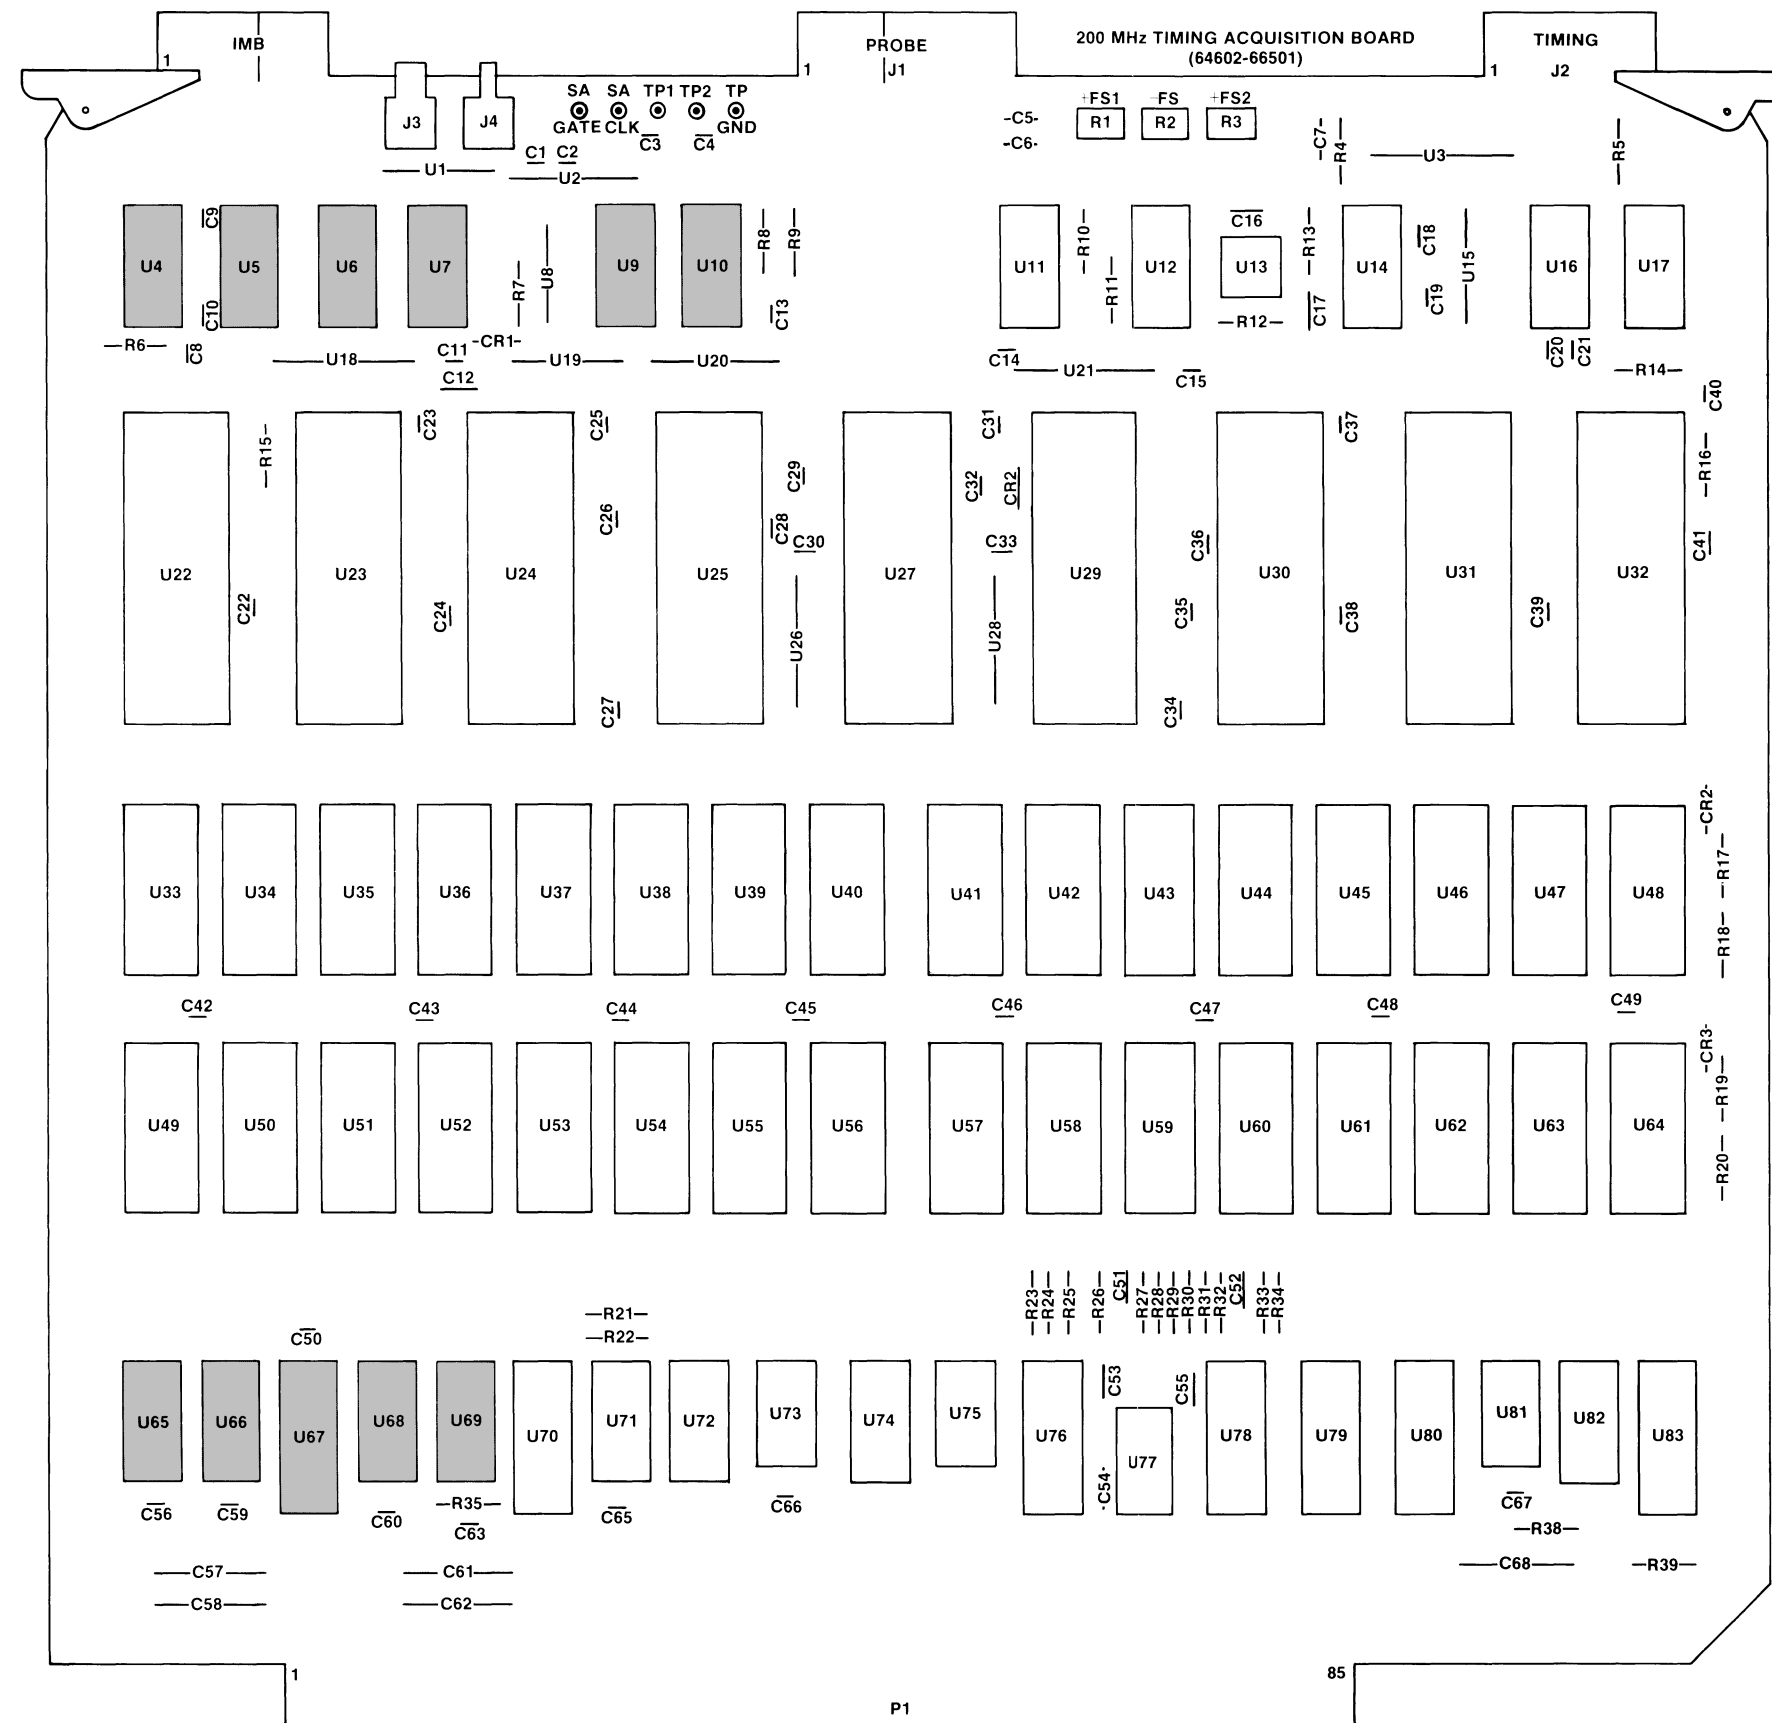 IMB
PROBE
200 MHz TIMING ACQUISITION BOARD
TIMING
1
1
J1
(64602-66501)
1
J2
SA SA TP1 TP2 TP
+FS1 -FS +FS2
J3 J4
GATE CLK GND
-C5- R1 R2 R3
C3 C4
-C6-
C7 R4 U3 R5
C1 C2
U1
U2
C9 R8 R9 R10 C16 R13 C18 U15
U4 U5 U6 U7 R7 U8 U9 U10 U11 R11 U12 U13 U14 U16 U17
C10 C13 C17 C19
R12
R6 C8 C11 -CR1- C14 C20 C21
U18 U19 U20 U21 R14
C12 C15 C40
C23 C25 C31 C37
R15 C29 C32 CR2 R16
C26 C28 C30 C33 C36 C41
U22 U23 U24 U25 U27 U29 U30 U31 U32
C22 C24 U26 U28 C35 C38 C39
C27 C34
-CR2-
R17
U33 U34 U35 U36 U37 U38 U39 U40 U41 U42 U43 U44 U45 U46 U47 U48
R18
C42 C43 C44 C45 C46 C47 C48 C49
-CR3-
R19
U49 U50 U51 U52 U53 U54 U55 U56 U57 U58 U59 U60 U61 U62 U63 U64
R20
R23 R24 R25 R26 C51 R27 R28 R29 R30 R31 R32 C52 R33 R34
R21
C50 R22
C53 C55
U65 U66 U67 U68 U69 U70 U71 U72 U73 U74 U75 U76 U77 U78 U79 U80 U81 U82 U83
-C54-
C56 C59 C60 R35 C65 C66 C67
C63 R38
C57 C61 C68 R39
C58 C62
1 85
P1